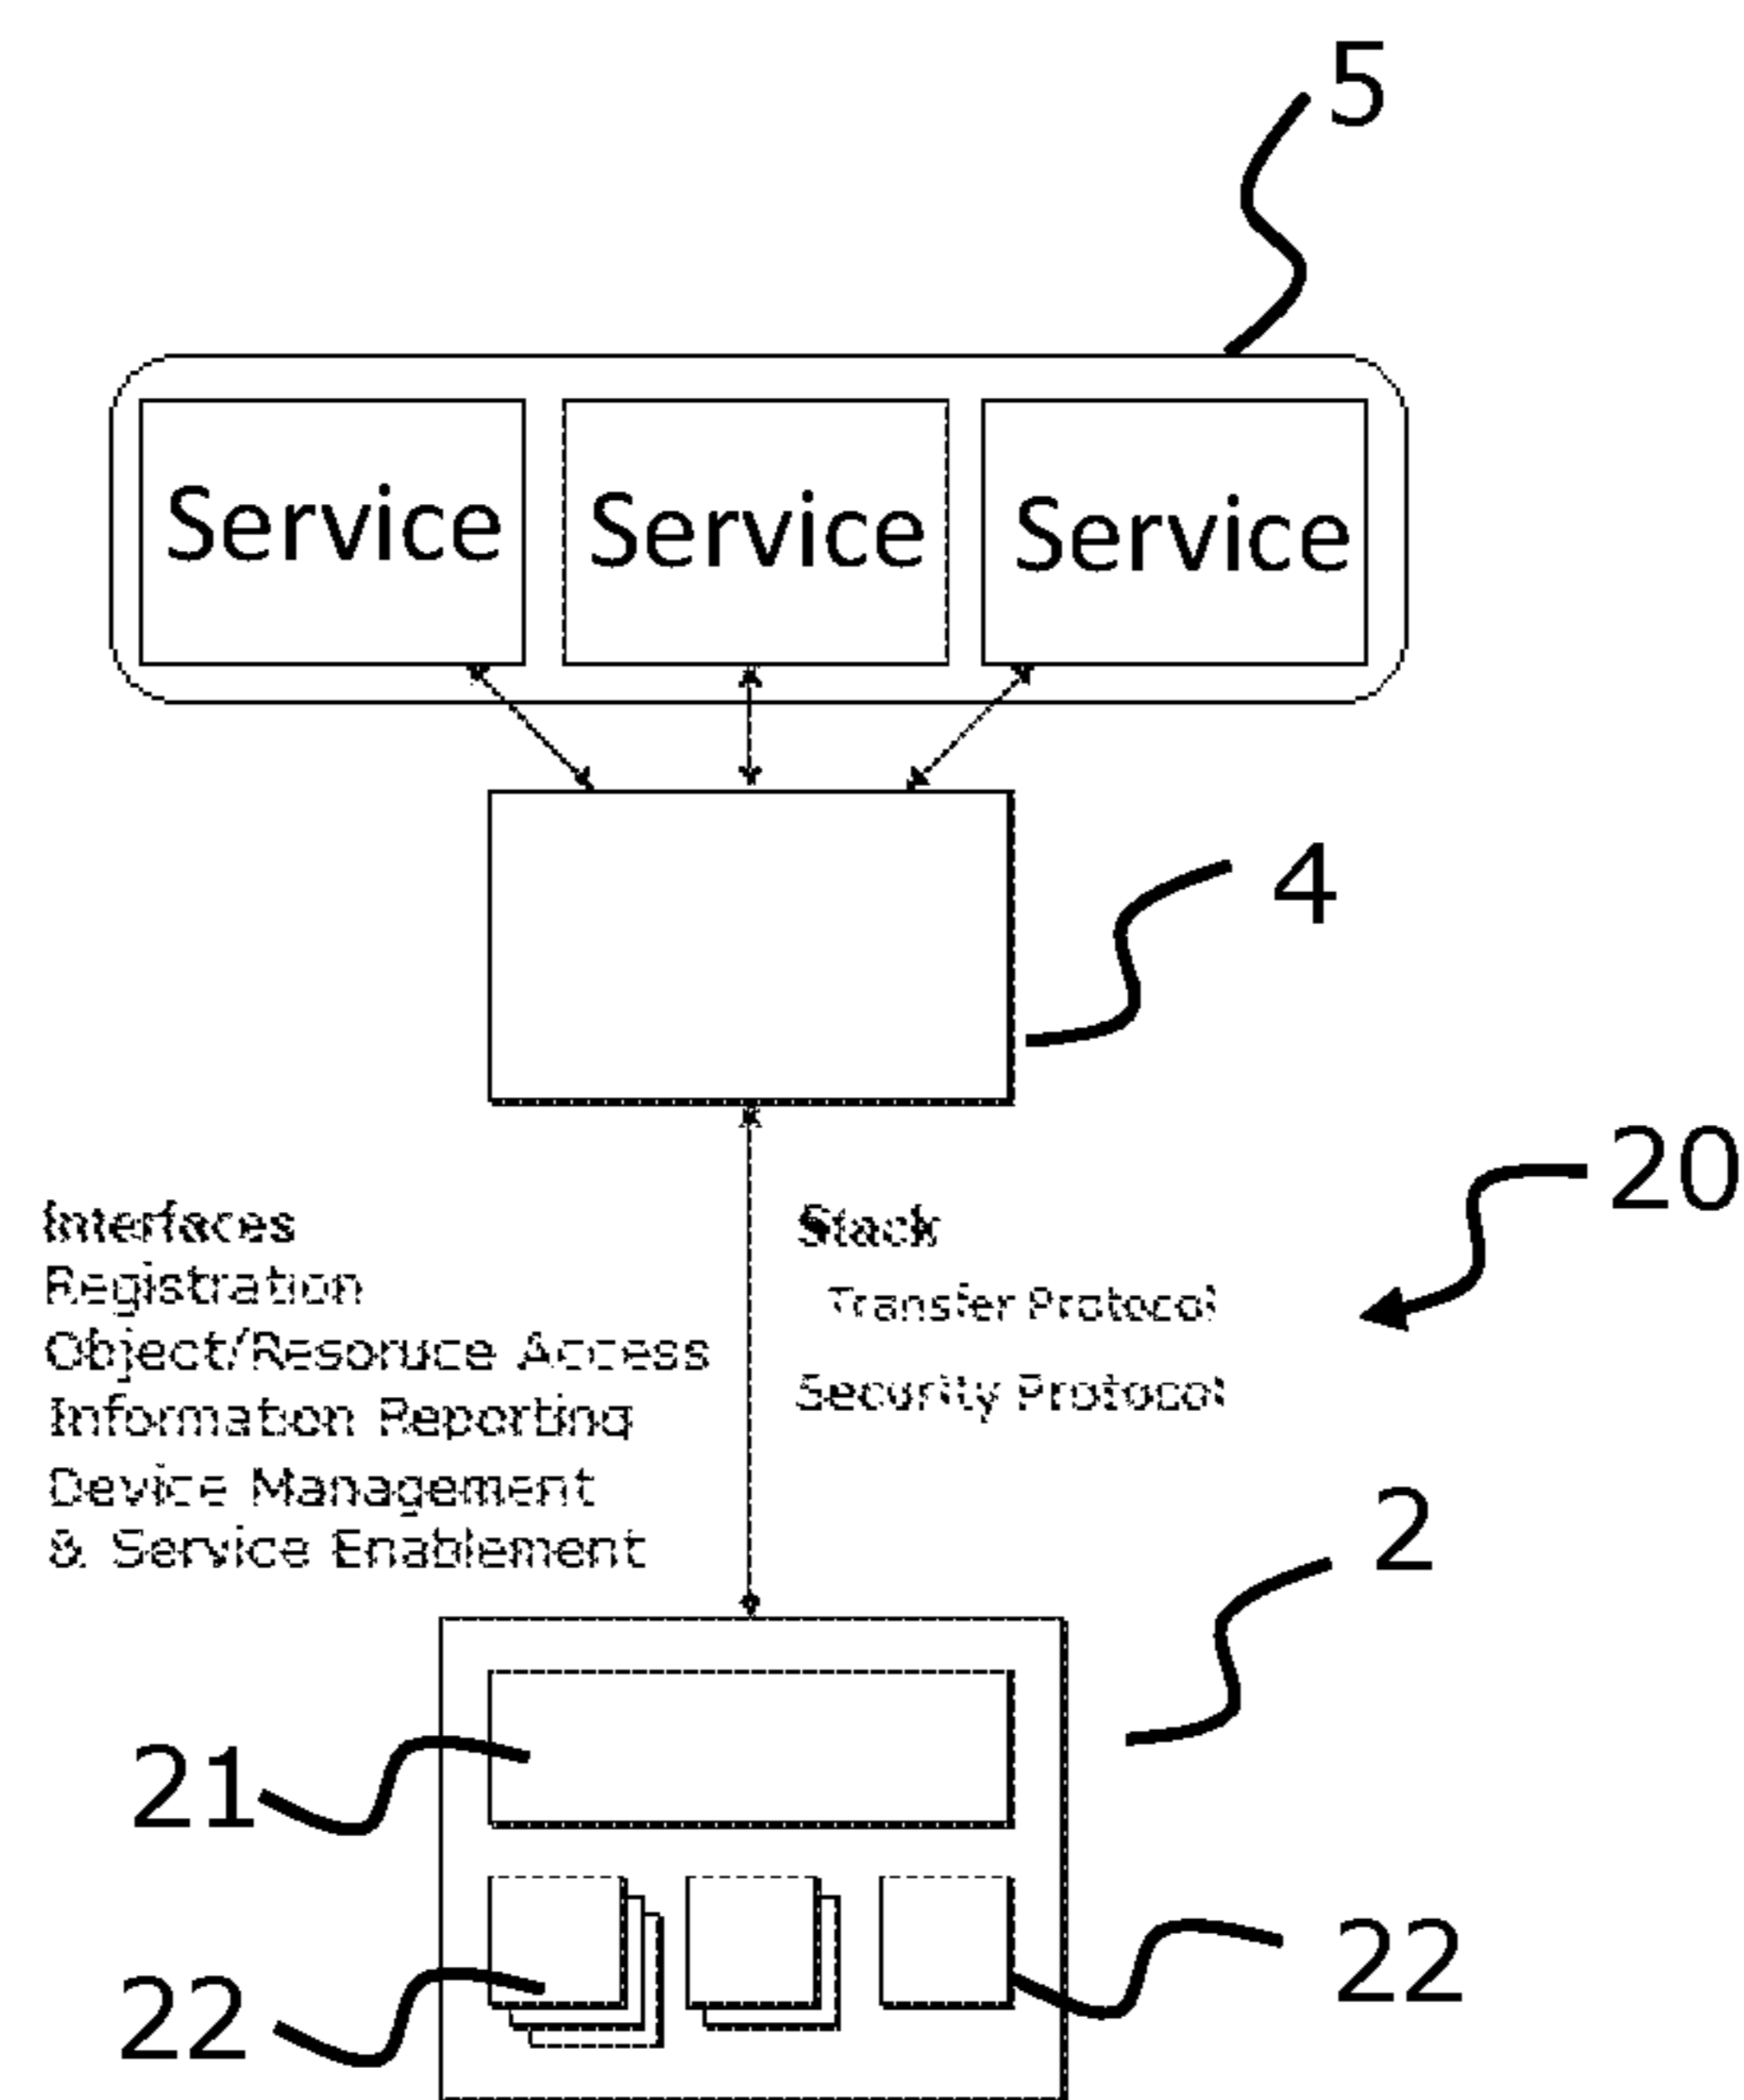 5
Service Service Service
4
20
Interfaces
Registration
Object/Resoruce Access
Information Reporting
Device Management
& Service Enablement
Stack
Transfer Protocol
Security Protocol
2
21
22
22